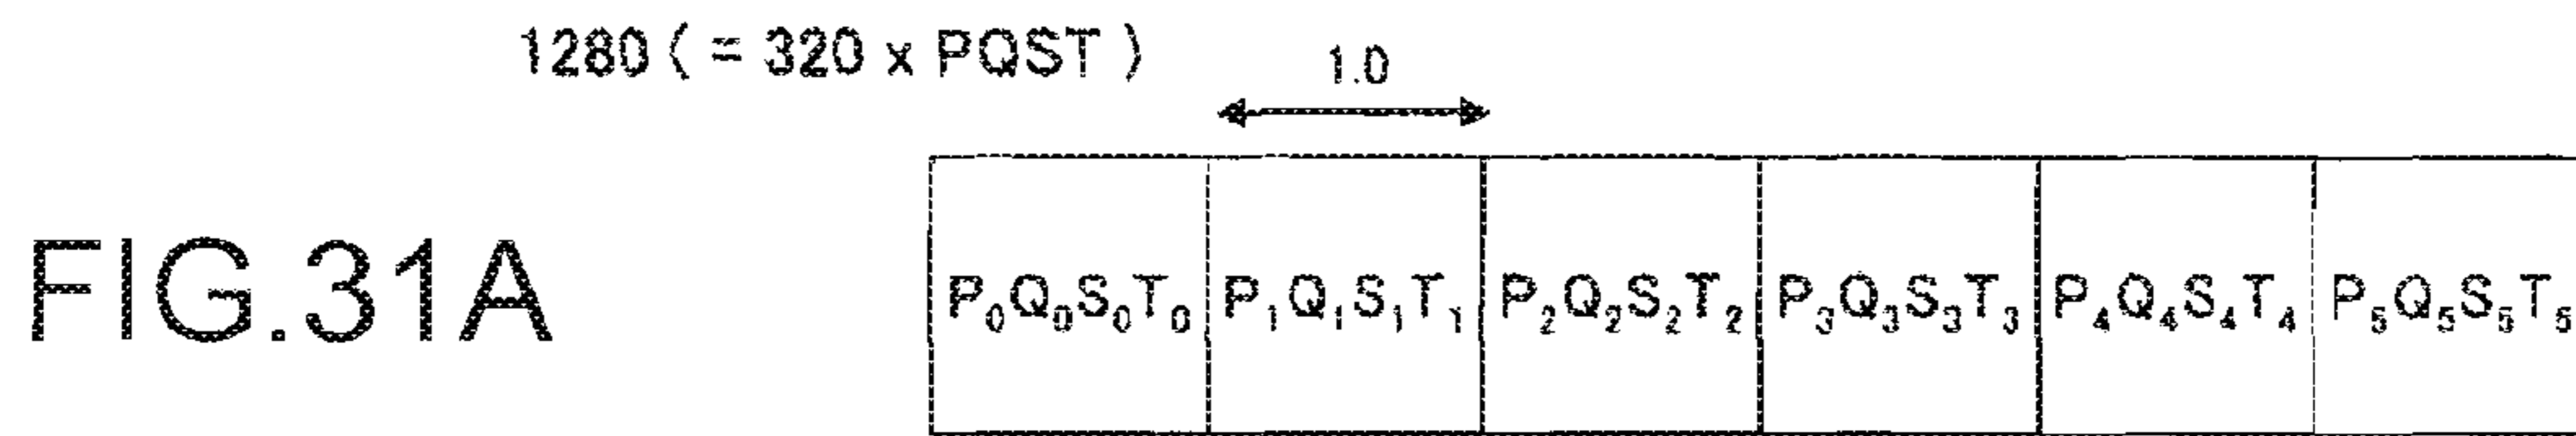 1280 ( = 320 x PQST )
1.0
FIG.31A
P₀Q₀S₀T₀ P₁Q₁S₁T₁ P₂Q₂S₂T₂ P₃Q₃S₃T₃ P₄Q₄S₄T₄ P₅Q₅S₅T₅